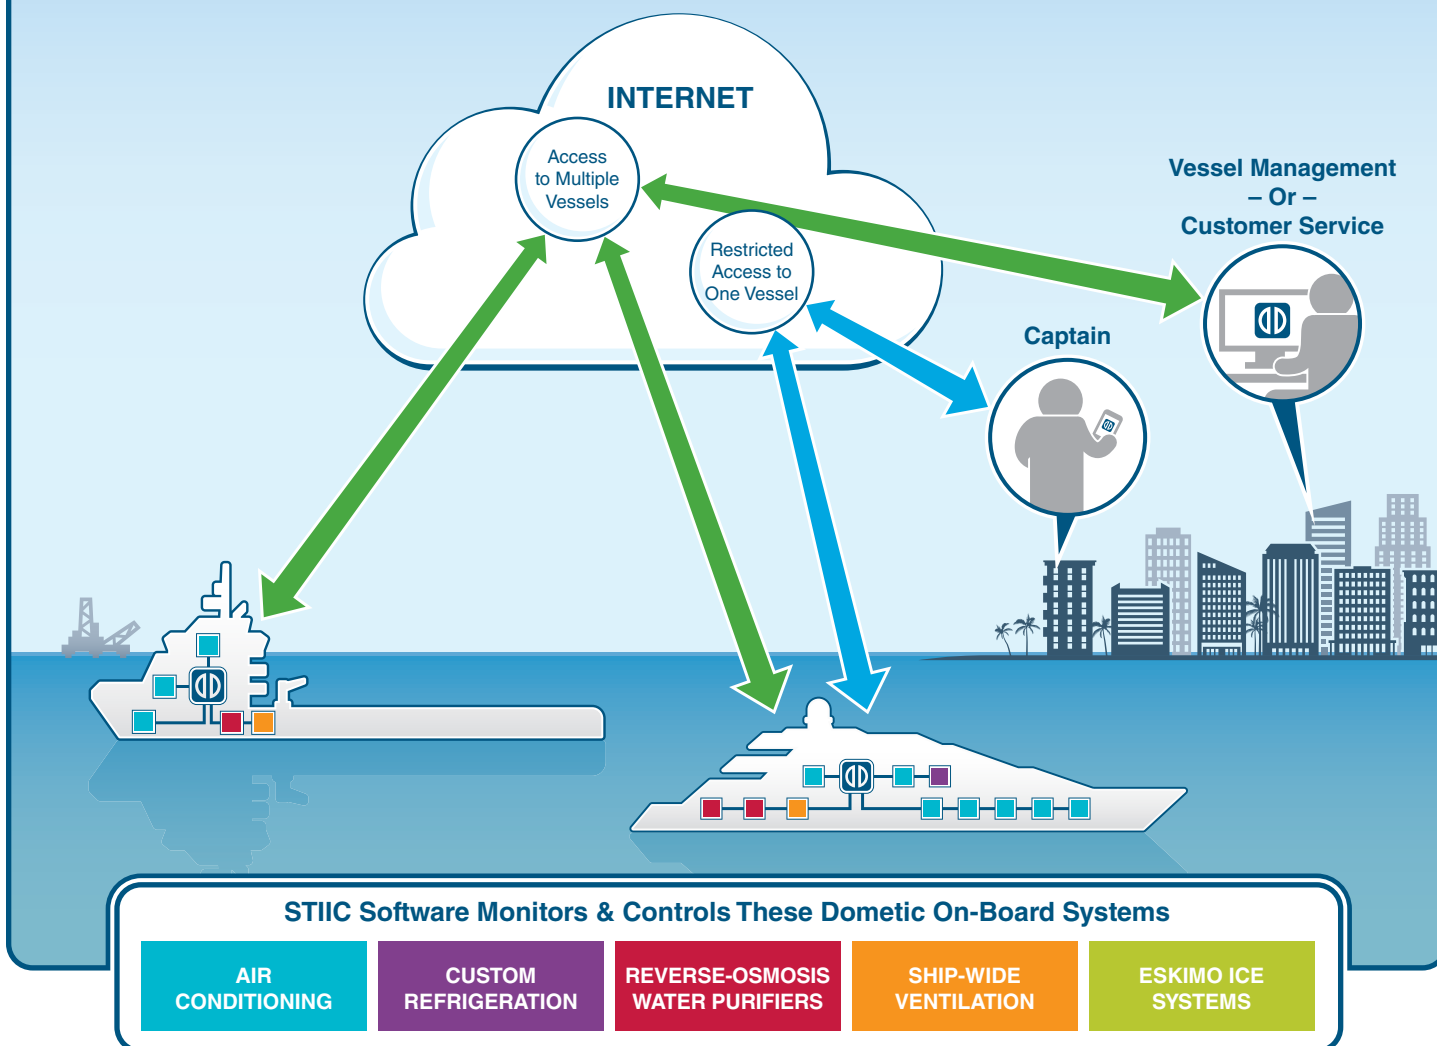 INTERNET
Access
to Multiple
Vessels
Restricted
Access to
One Vessel
Vessel Management
– Or –
Customer Service
Captain
STIIC Software Monitors & Controls These Dometic On-Board Systems
AIR
CONDITIONING
CUSTOM
REFRIGERATION
REVERSE-OSMOSIS
WATER PURIFIERS
SHIP-WIDE
VENTILATION
ESKIMO ICE
SYSTEMS